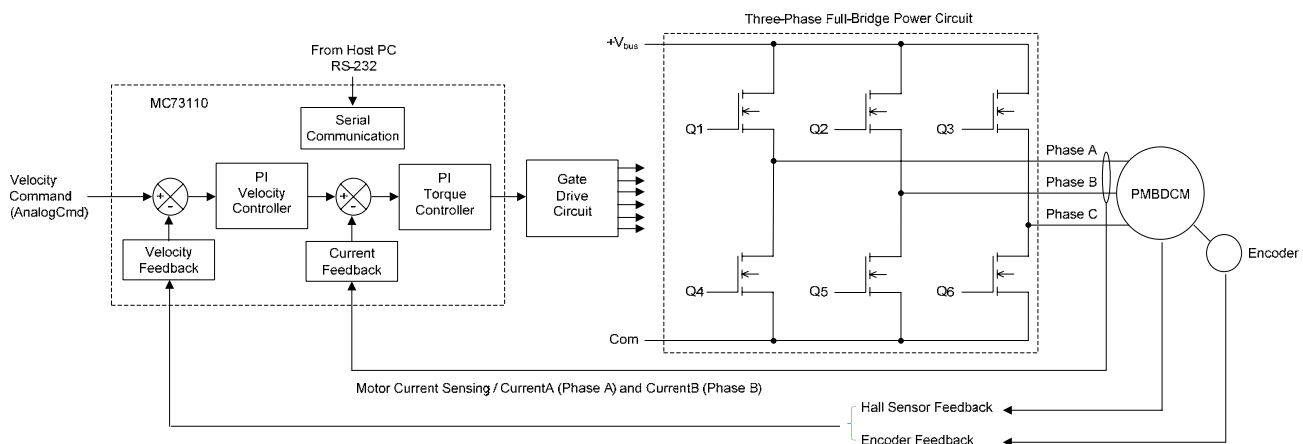 Three-Phase Full-Bridge Power Circuit
+Vbus
From Host PC
RS-232
MC73110
Serial
Communication
Q1
Q2
Q3
Velocity
Command
(AnalogCmd)
+
-
PI
Velocity
Controller
+
-
PI
Torque
Controller
Gate
Drive
Circuit
Phase A
Phase B
Phase C
PMBDCM
Velocity
Feedback
Current
Feedback
Encoder
Q4
Q5
Q6
Com
Motor Current Sensing / CurrentA (Phase A) and CurrentB (Phase B)
Hall Sensor Feedback
Encoder Feedback